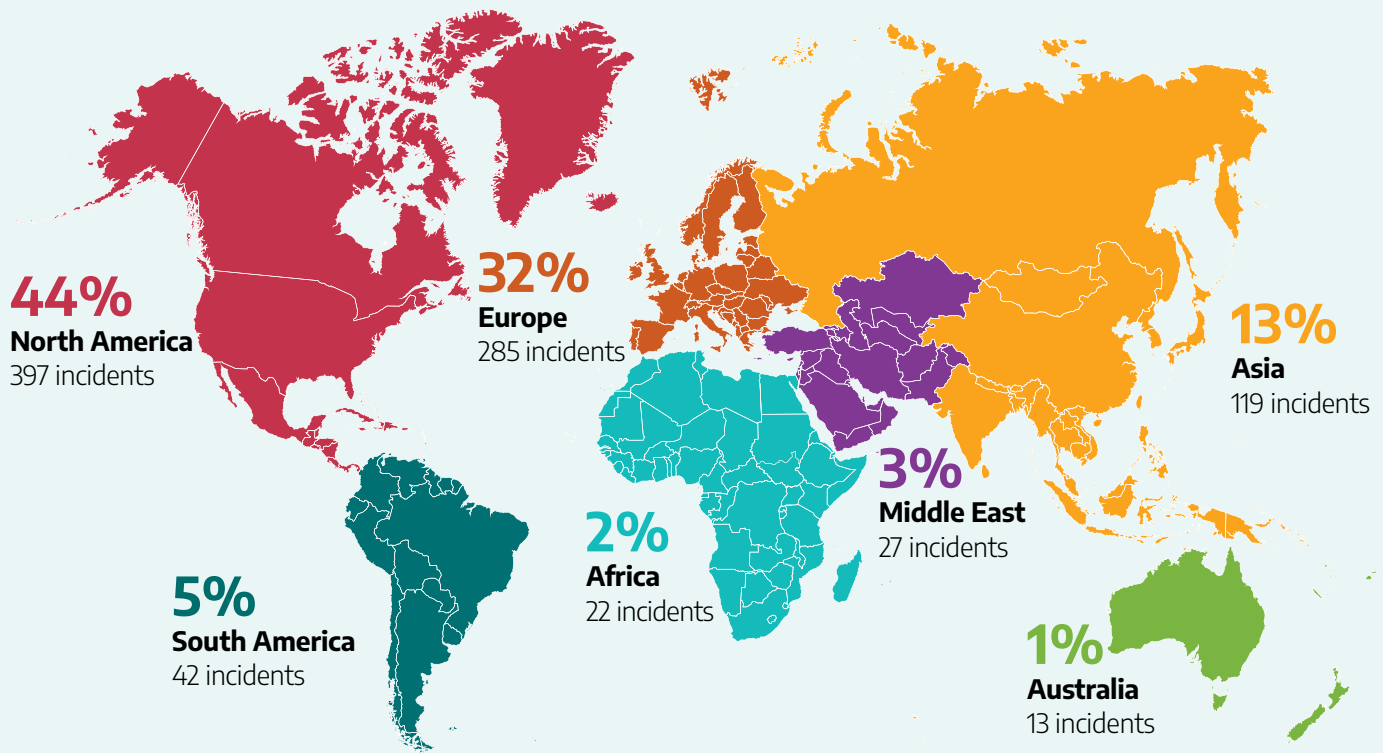 44%
North America
397 incidents
32%
Europe
285 incidents
13%
Asia
119 incidents
3%
Middle East
27 incidents
2%
Africa
22 incidents
5%
South America
42 incidents
1%
Australia
13 incidents